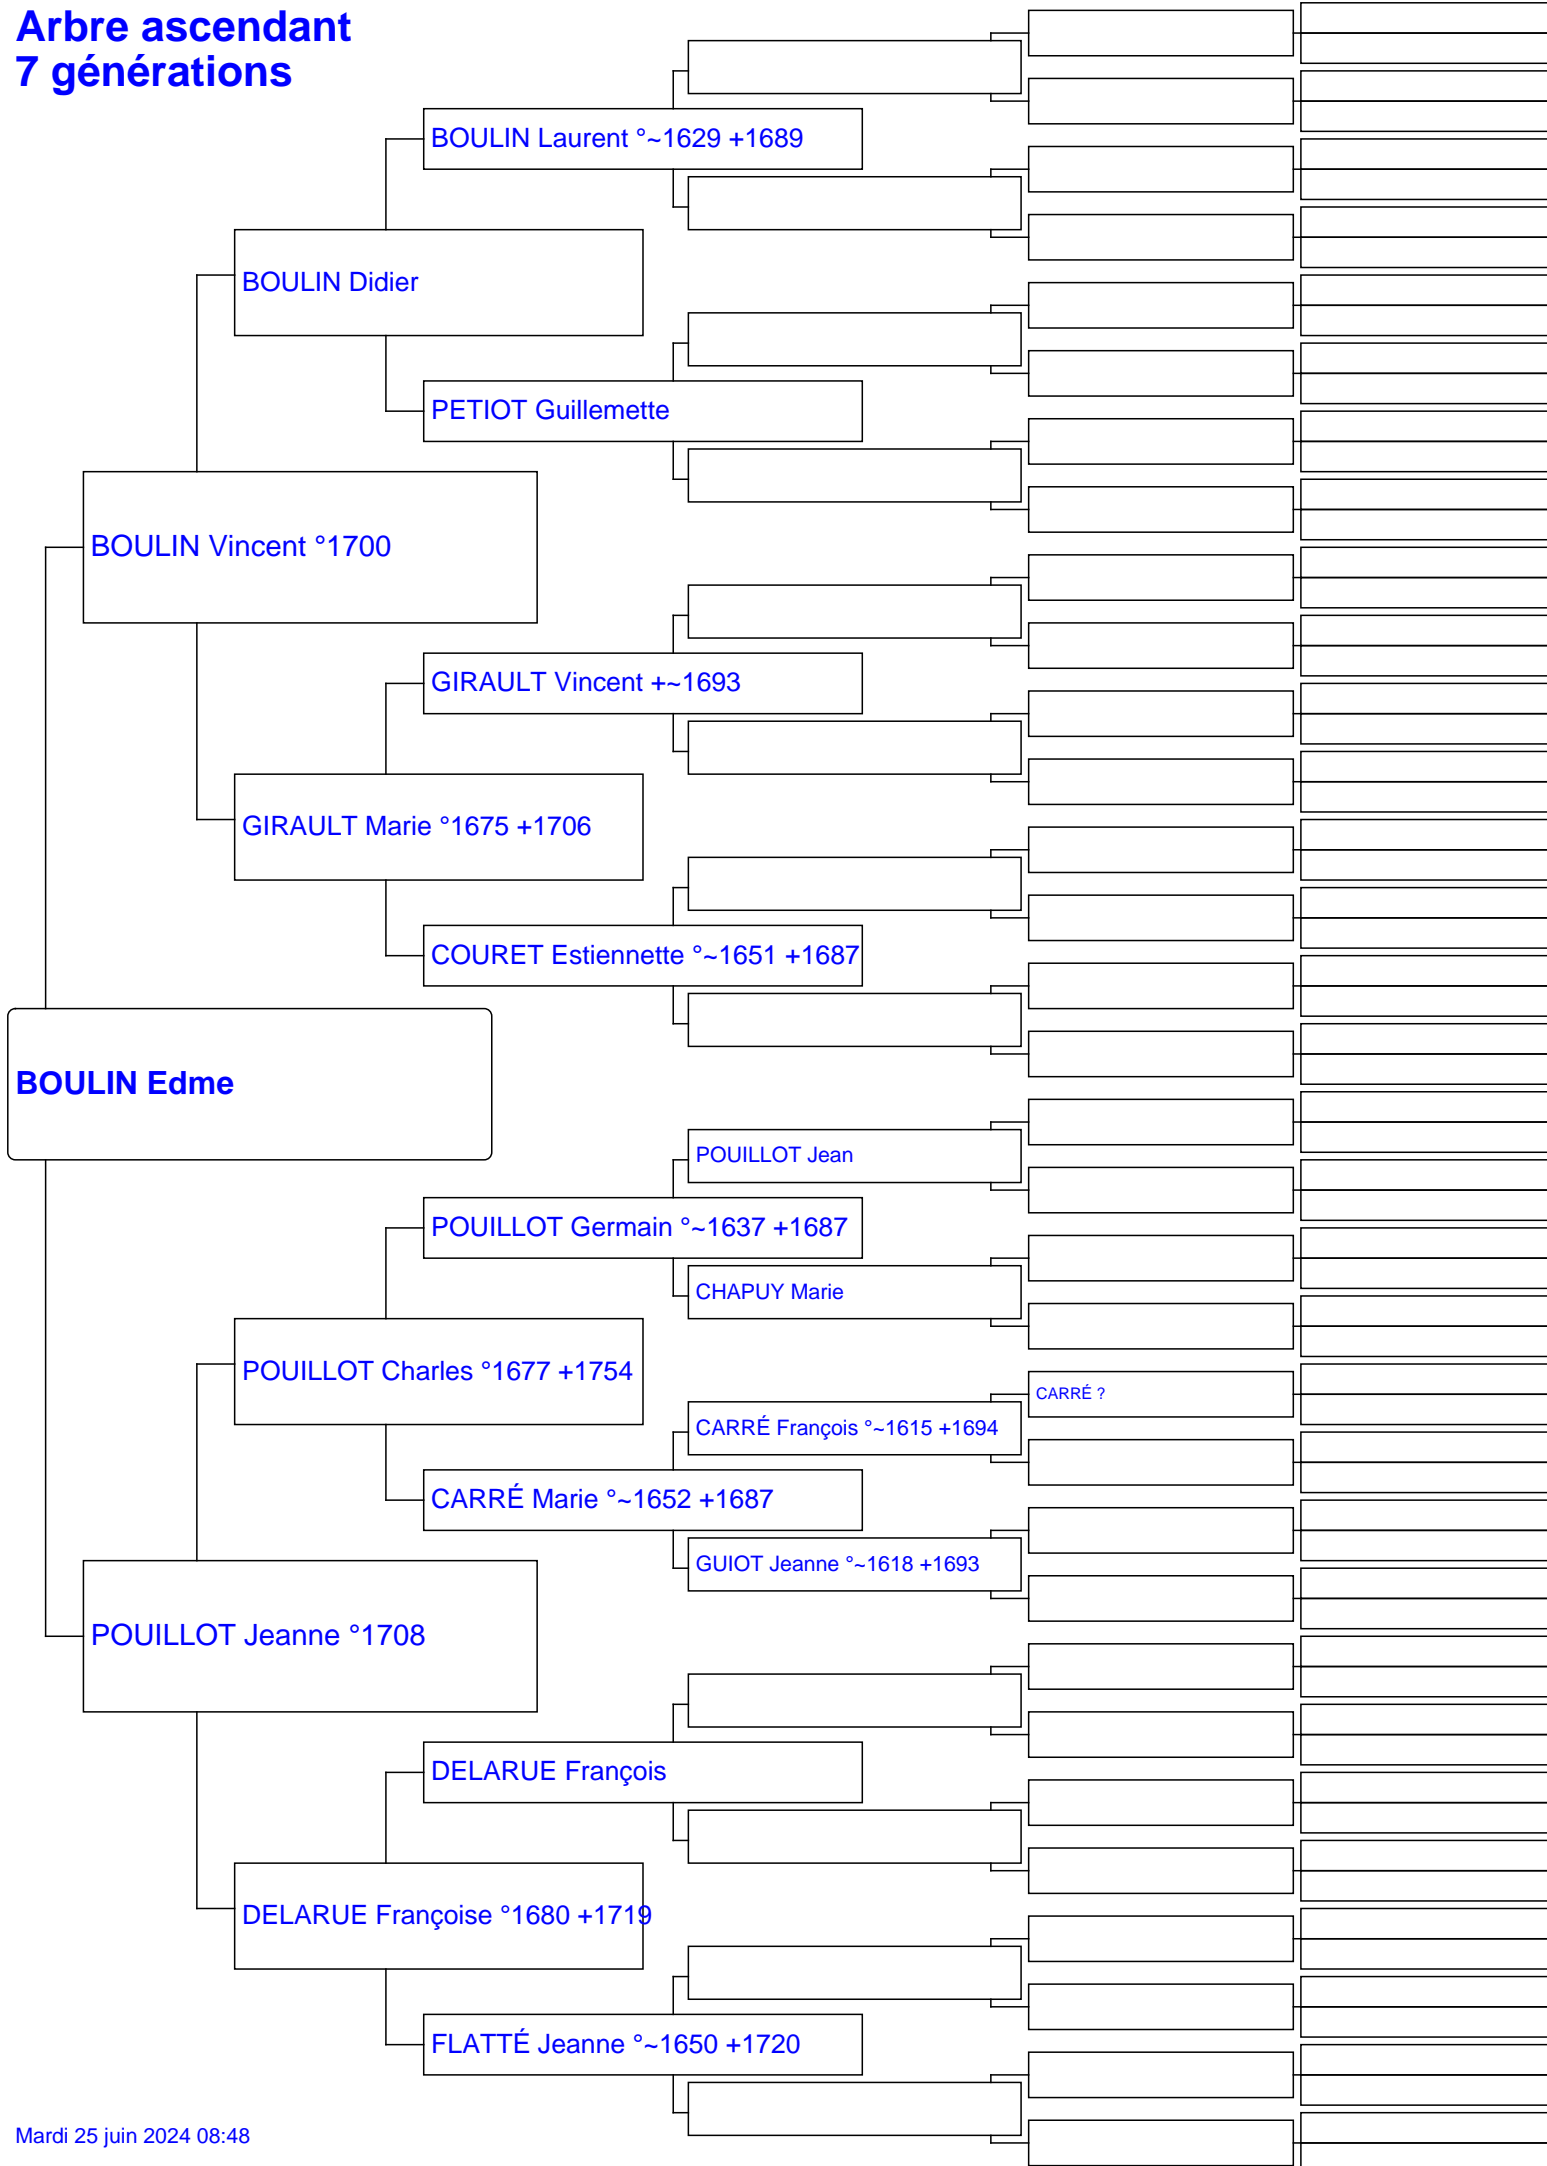 Arbre ascendant
7 générations
BOULIN Laurent °~1629 +1689
BOULIN Didier
PETIOT Guillemette
BOULIN Vincent °1700
GIRAULT Vincent +~1693
GIRAULT Marie °1675 +1706
COURET Estiennette °~1651 +1687
BOULIN Edme
POUILLOT Jean
POUILLOT Germain °~1637 +1687
CHAPUY Marie
POUILLOT Charles °1677 +1754
CARRÉ ?
CARRÉ François °~1615 +1694
CARRÉ Marie °~1652 +1687
GUIOT Jeanne °~1618 +1693
POUILLOT Jeanne °1708
DELARUE François
DELARUE Françoise °1680 +1719
FLATTÉ Jeanne °~1650 +1720
Mardi 25 juin 2024 08:48